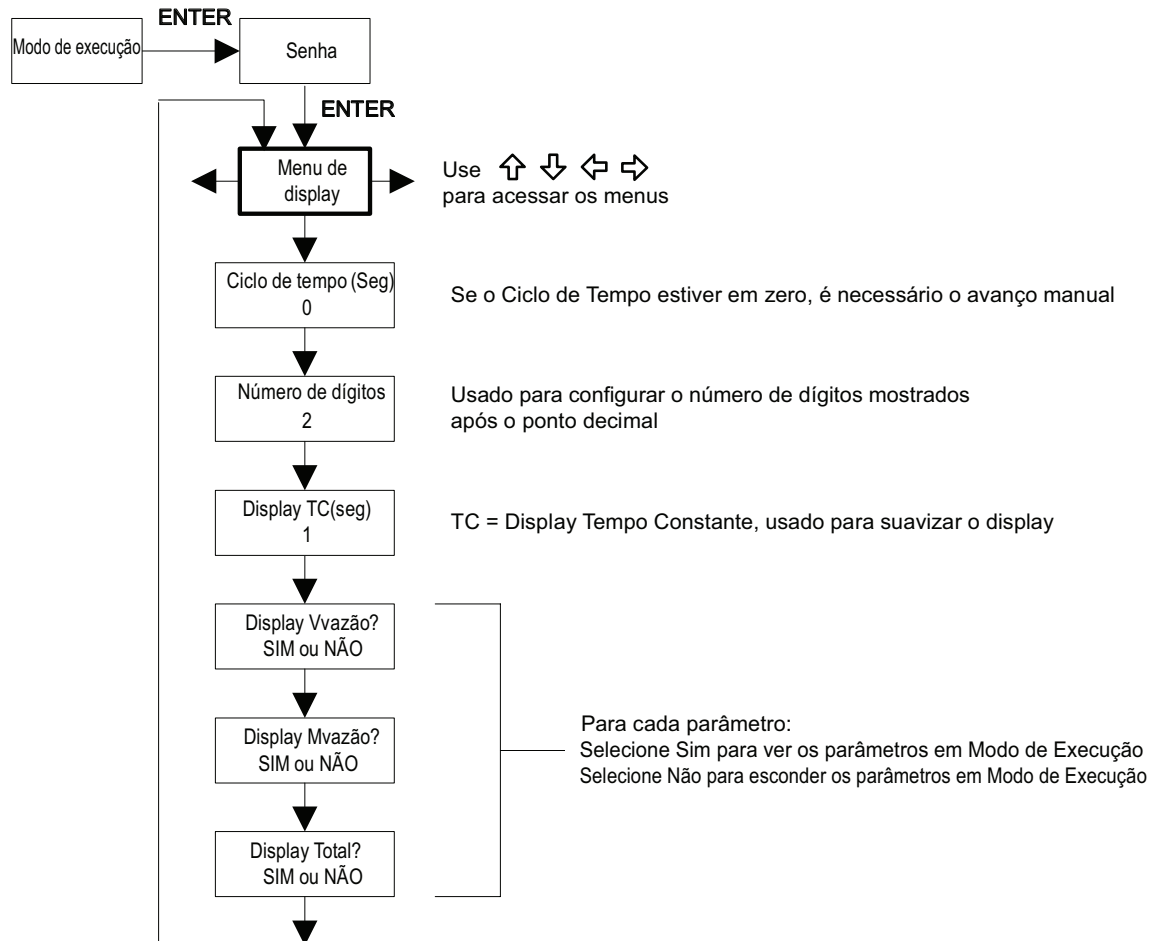 ENTER
Modo de execução
Senha
ENTER
Menu de
display
Use
para acessar os menus
Ciclo de tempo (Seg)
0
Se o Ciclo de Tempo estiver em zero, é necessário o avanço manual
Número de dígitos
2
Usado para configurar o número de dígitos mostrados
após o ponto decimal
Display TC(seg)
1
TC = Display Tempo Constante, usado para suavizar o display
Display Vvazão?
SIM ou NÃO
Display Mvazão?
SIM ou NÃO
Para cada parâmetro:
Selecione Sim para ver os parâmetros em Modo de Execução
Selecione Não para esconder os parâmetros em Modo de Execução
Display Total?
SIM ou NÃO